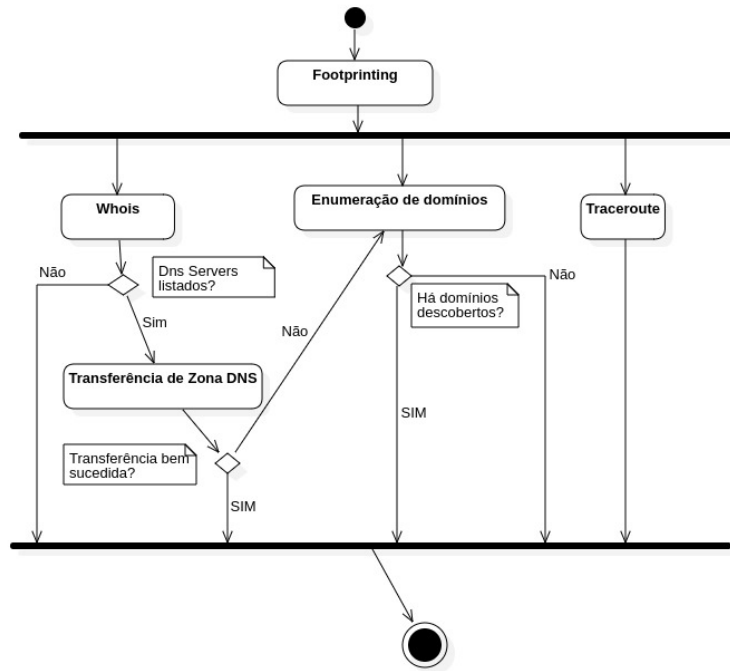 Footprinting
Whois
Enumeração de domínios
Traceroute
Não
Dns Servers
listados?
Não
Há domínios
descobertos?
Sim
Não
Transferência de Zona DNS
SIM
Transferência bem
sucedida?
SIM